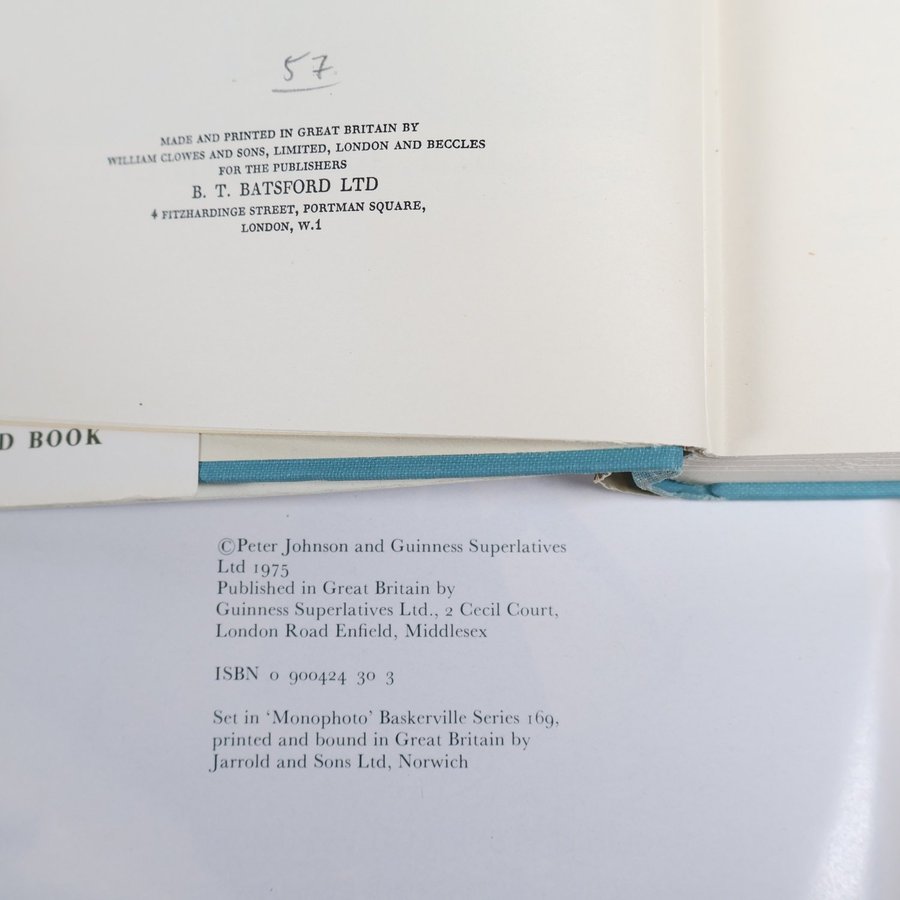 57
MADE AND PRINTED IN GREAT BRITAIN BY
WILLIAM CLOWES AND SONS, LIMITED, LONDON AND BECCLES
FOR THE PUBLISHERS
B. T. BATSFORD LTD
4 FITZHARDINGE STREET, PORTMAN SQUARE,
LONDON, W.1
D BOOK
©Peter Johnson and Guinness Superlatives
Ltd 1975
Published in Great Britain by
Guinness Superlatives Ltd., 2 Cecil Court,
London Road Enfield, Middlesex
ISBN 0 900424 30 3
Set in ‘Monophoto’ Baskerville Series 169,
printed and bound in Great Britain by
Jarrold and Sons Ltd, Norwich